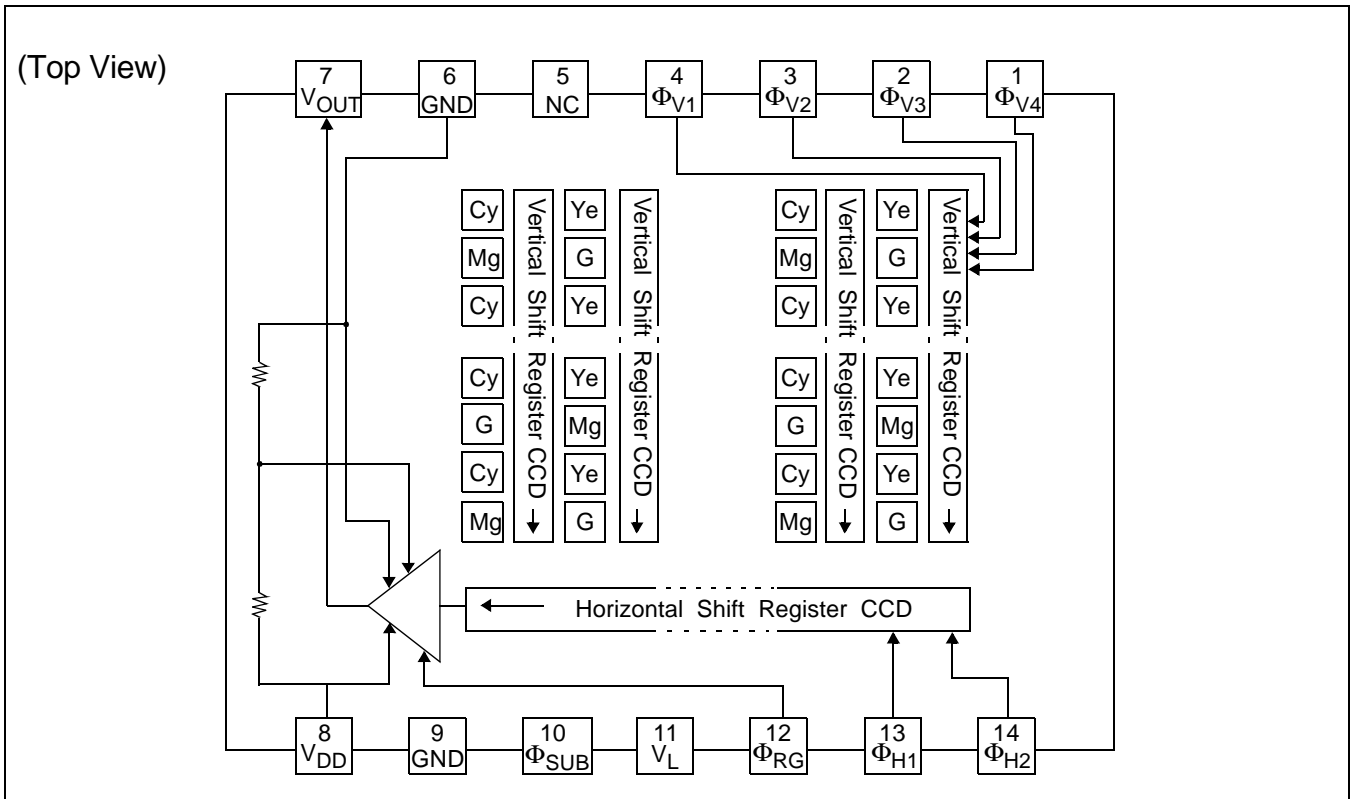 (Top View)
7 6 5 4 3 2 1
VOUT GND NC ΦV1 ΦV2 ΦV3 ΦV4
Cy Ye Cy Ye
Mg G Mg G
Cy Ye Cy Ye
Cy Ye Cy Ye
G Mg G Mg
Cy Ye Cy Ye
Mg G Mg G
Vertical Shift Register CCD
Vertical Shift Register CCD
Vertical Shift Register CCD
Vertical Shift Register CCD
Horizontal Shift Register CCD
8 9 10 11 12 13 14
VDD GND ΦSUB VL ΦRG ΦH1 ΦH2